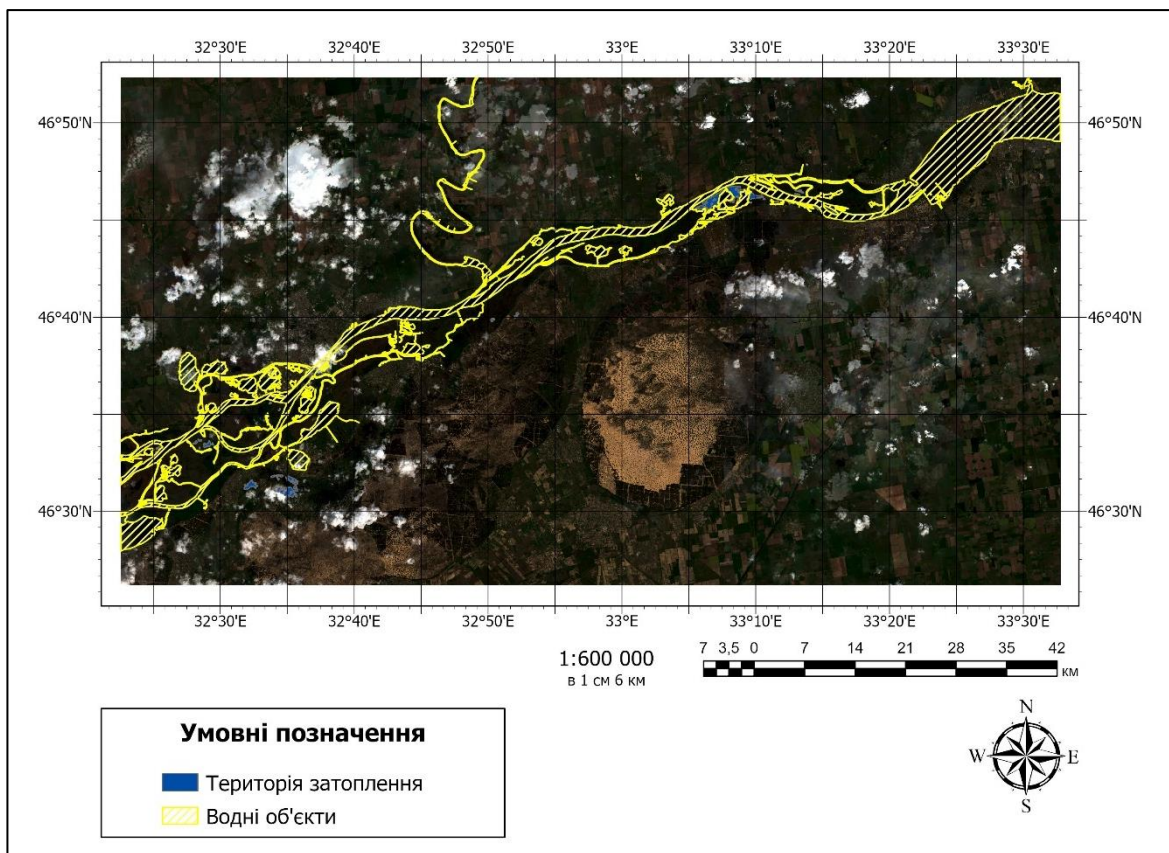 32°30'E 32°40'E 32°50'E 33°E 33°10'E 33°20'E 33°30'E
46°50'N 46°50'N
46°40'N 46°40'N
46°30'N 46°30'N
32°30'E 32°40'E 32°50'E 33°E 33°10'E 33°20'E 33°30'E
7 3,5 0 7 14 21 28 35 42
км
1:600 000
в 1 см 6 км
N
W E
S
Умовні позначення
Територія затоплення
Водні об'єкти